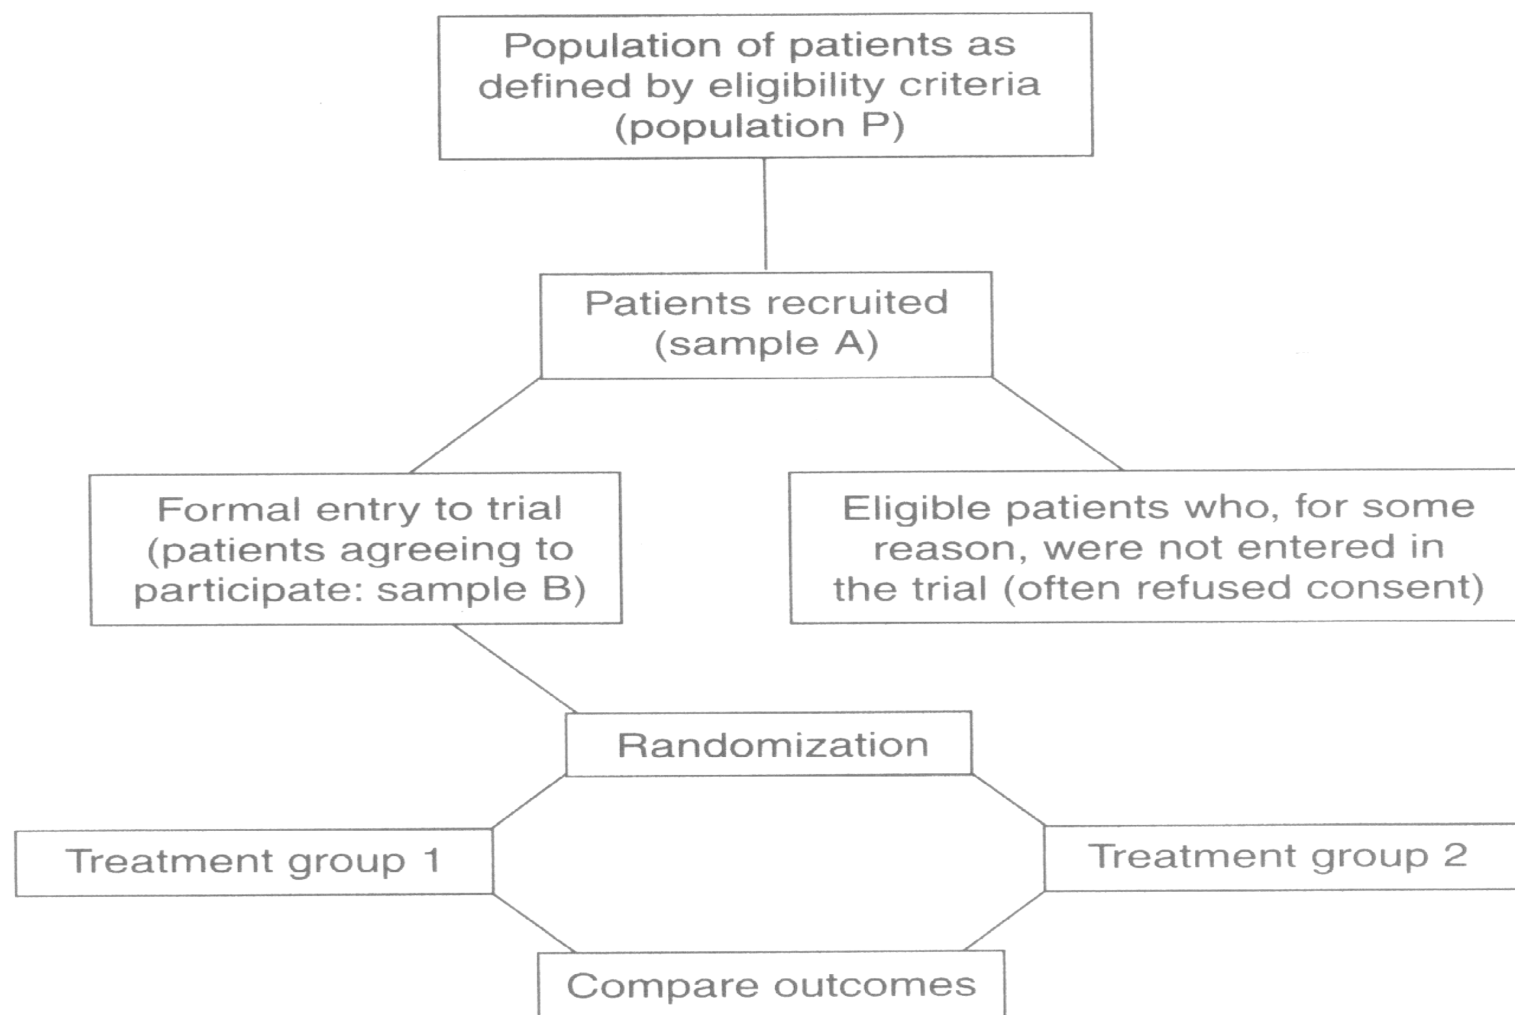 Population of patients as
defined by eligibility criteria
(population P)
Patients recruited
(sample A)
Formal entry to trial
(patients agreeing to
participate: sample B)
Eligible patients who, for some
reason, were not entered in
the trial (often refused consent)
Randomization
Treatment group 1
Treatment group 2
Compare outcomes